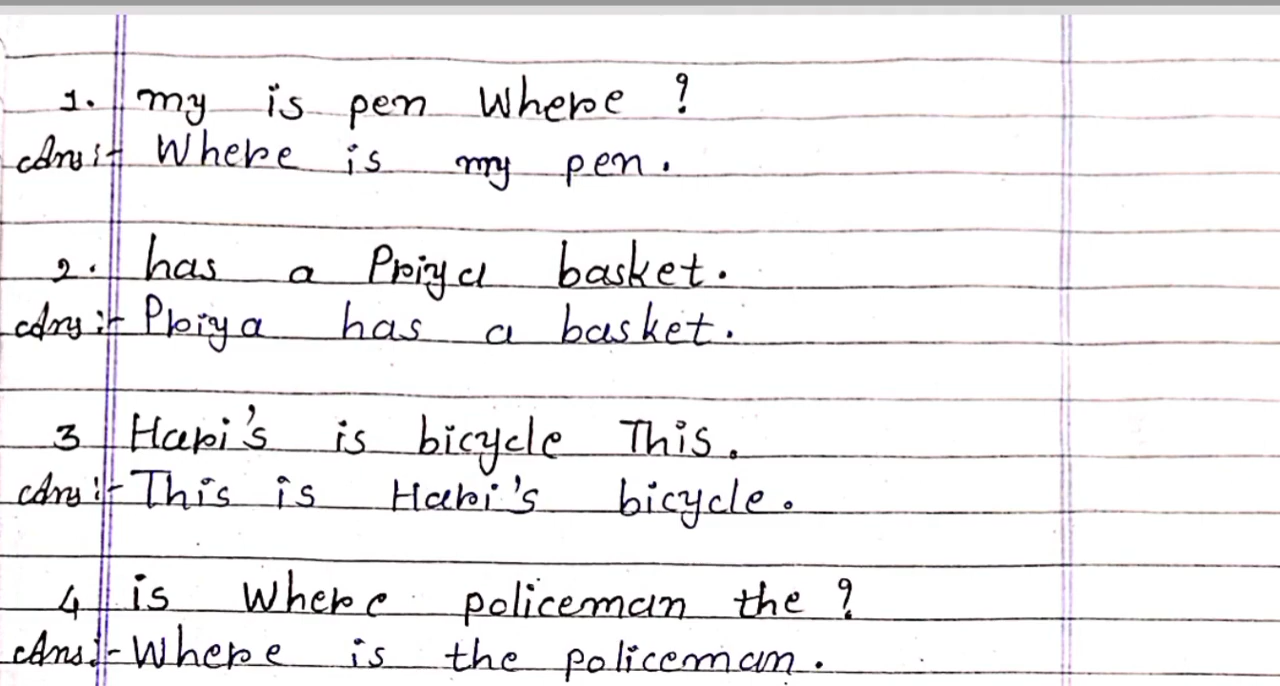 1. my is pen Where ?
Ans :- Where is my pen.
2. has a Priya basket.
Ans :- Priya has a basket.
3 Hari's is bicycle This.
Ans :- This is Hari's bicycle.
4 is Where policeman the ?
Ans :- Where is the policeman.